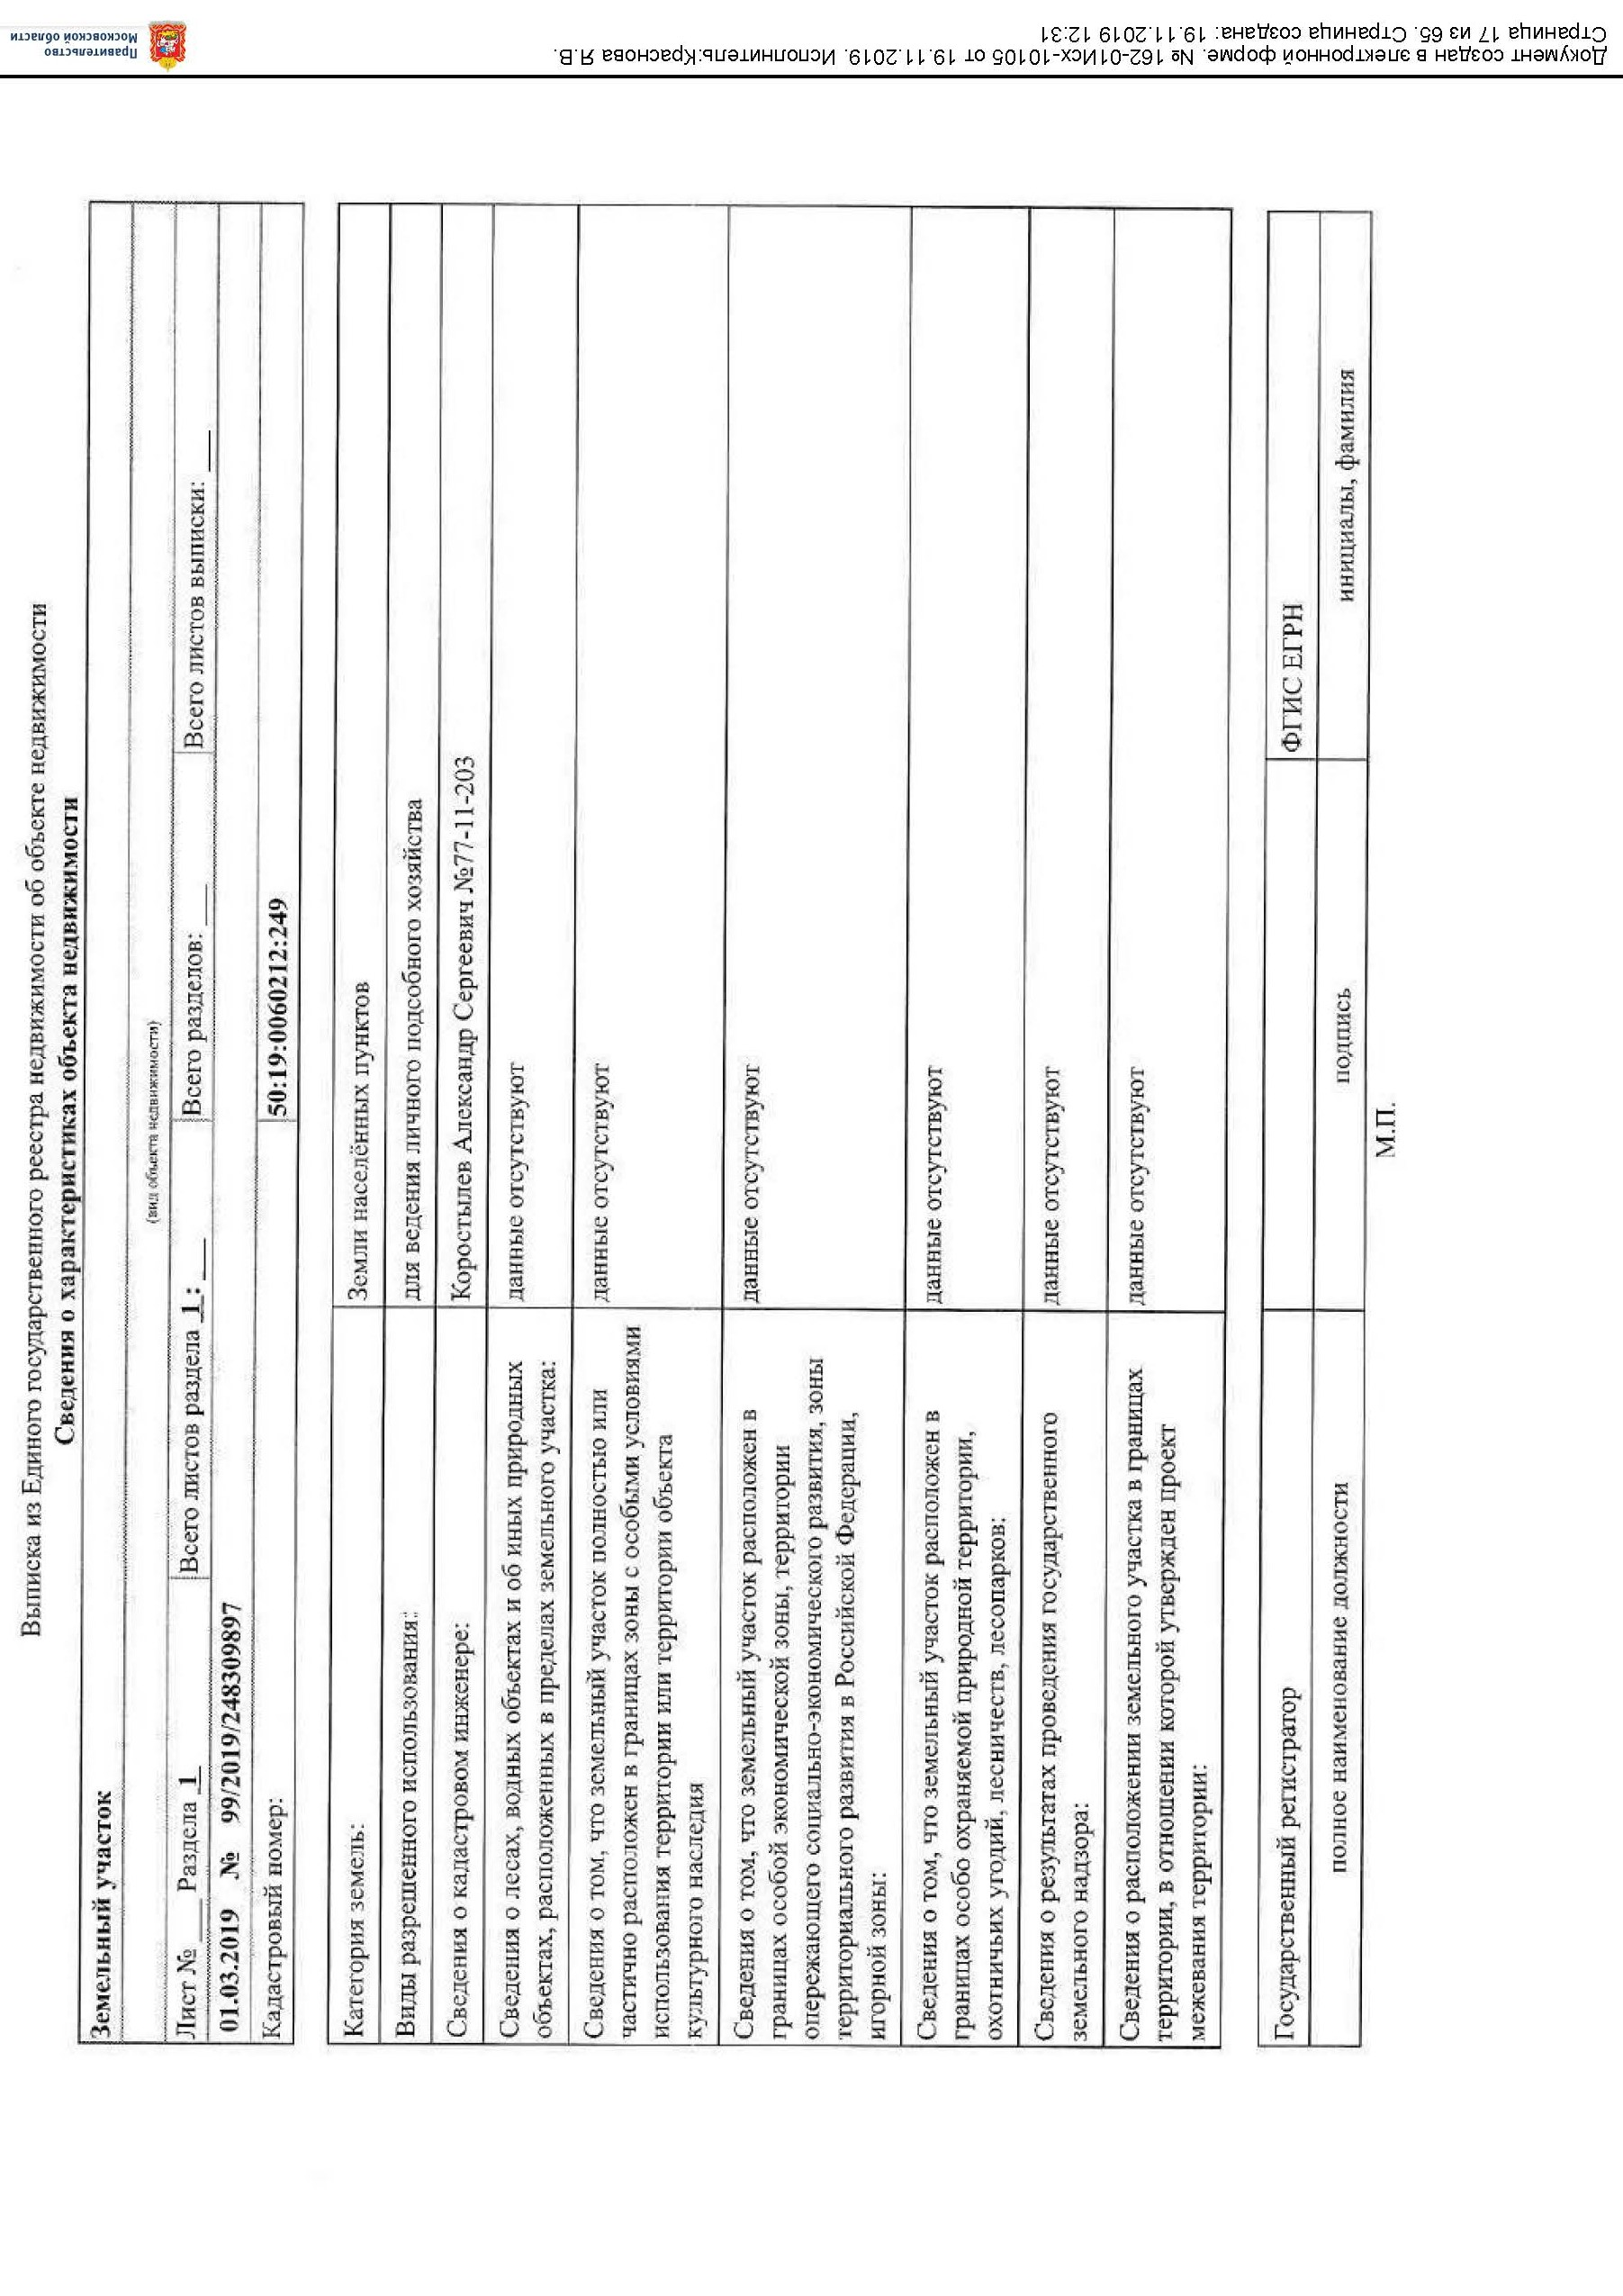 Документ создан в электронной форме. № 162-01Исх-10105 от 19.11.2019. Исполнитель:Краснова Я.В.
Страница 17 из 65. Страница создана: 19.11.2019 12:31
Правительство
Московской области
Выписка из Единого государственного реестра недвижимости об объекте недвижимости
Сведения о характеристиках объекта недвижимости
Земельный участок
(вид объекта недвижимости)
Лист № ___ Раздела 1 Всего листов раздела 1 : ___ Всего разделов: ___ Всего листов выписки: ___
01.03.2019 № 99/2019/24830897
Кадастровый номер: 50:19:0060212:249
Категория земель: Земли населённых пунктов
Виды разрешенного использования: для ведения личного подсобного хозяйства
Сведения о кадастровом инженере: Коростылев Александр Сергеевич №77-11-203
Сведения о лесах, водных объектах и об иных природных данные отсутствуют
объектах, расположенных в пределах земельного участка:
Сведения о том, что земельный участок полностью или данные отсутствуют
частично расположен в границах зоны с особыми условиями
использования территории или территории объекта
культурного наследия
Сведения о том, что земельный участок расположен в данные отсутствуют
границах особой экономической зоны, территории
опережающего социально-экономического развития, зоны
территориального развития в Российской Федерации,
игорной зоны:
Сведения о том, что земельный участок расположен в данные отсутствуют
границах особо охраняемой природной территории,
охотничьих угодий, лесничеств, лесопарков:
Сведения о результатах проведения государственного данные отсутствуют
земельного надзора:
Сведения о расположении земельного участка в границах данные отсутствуют
территории, в отношении которой утвержден проект
межевания территории:
Государственный регистратор ФГИС ЕГРН
полное наименование должности подпись инициалы, фамилия
М.П.